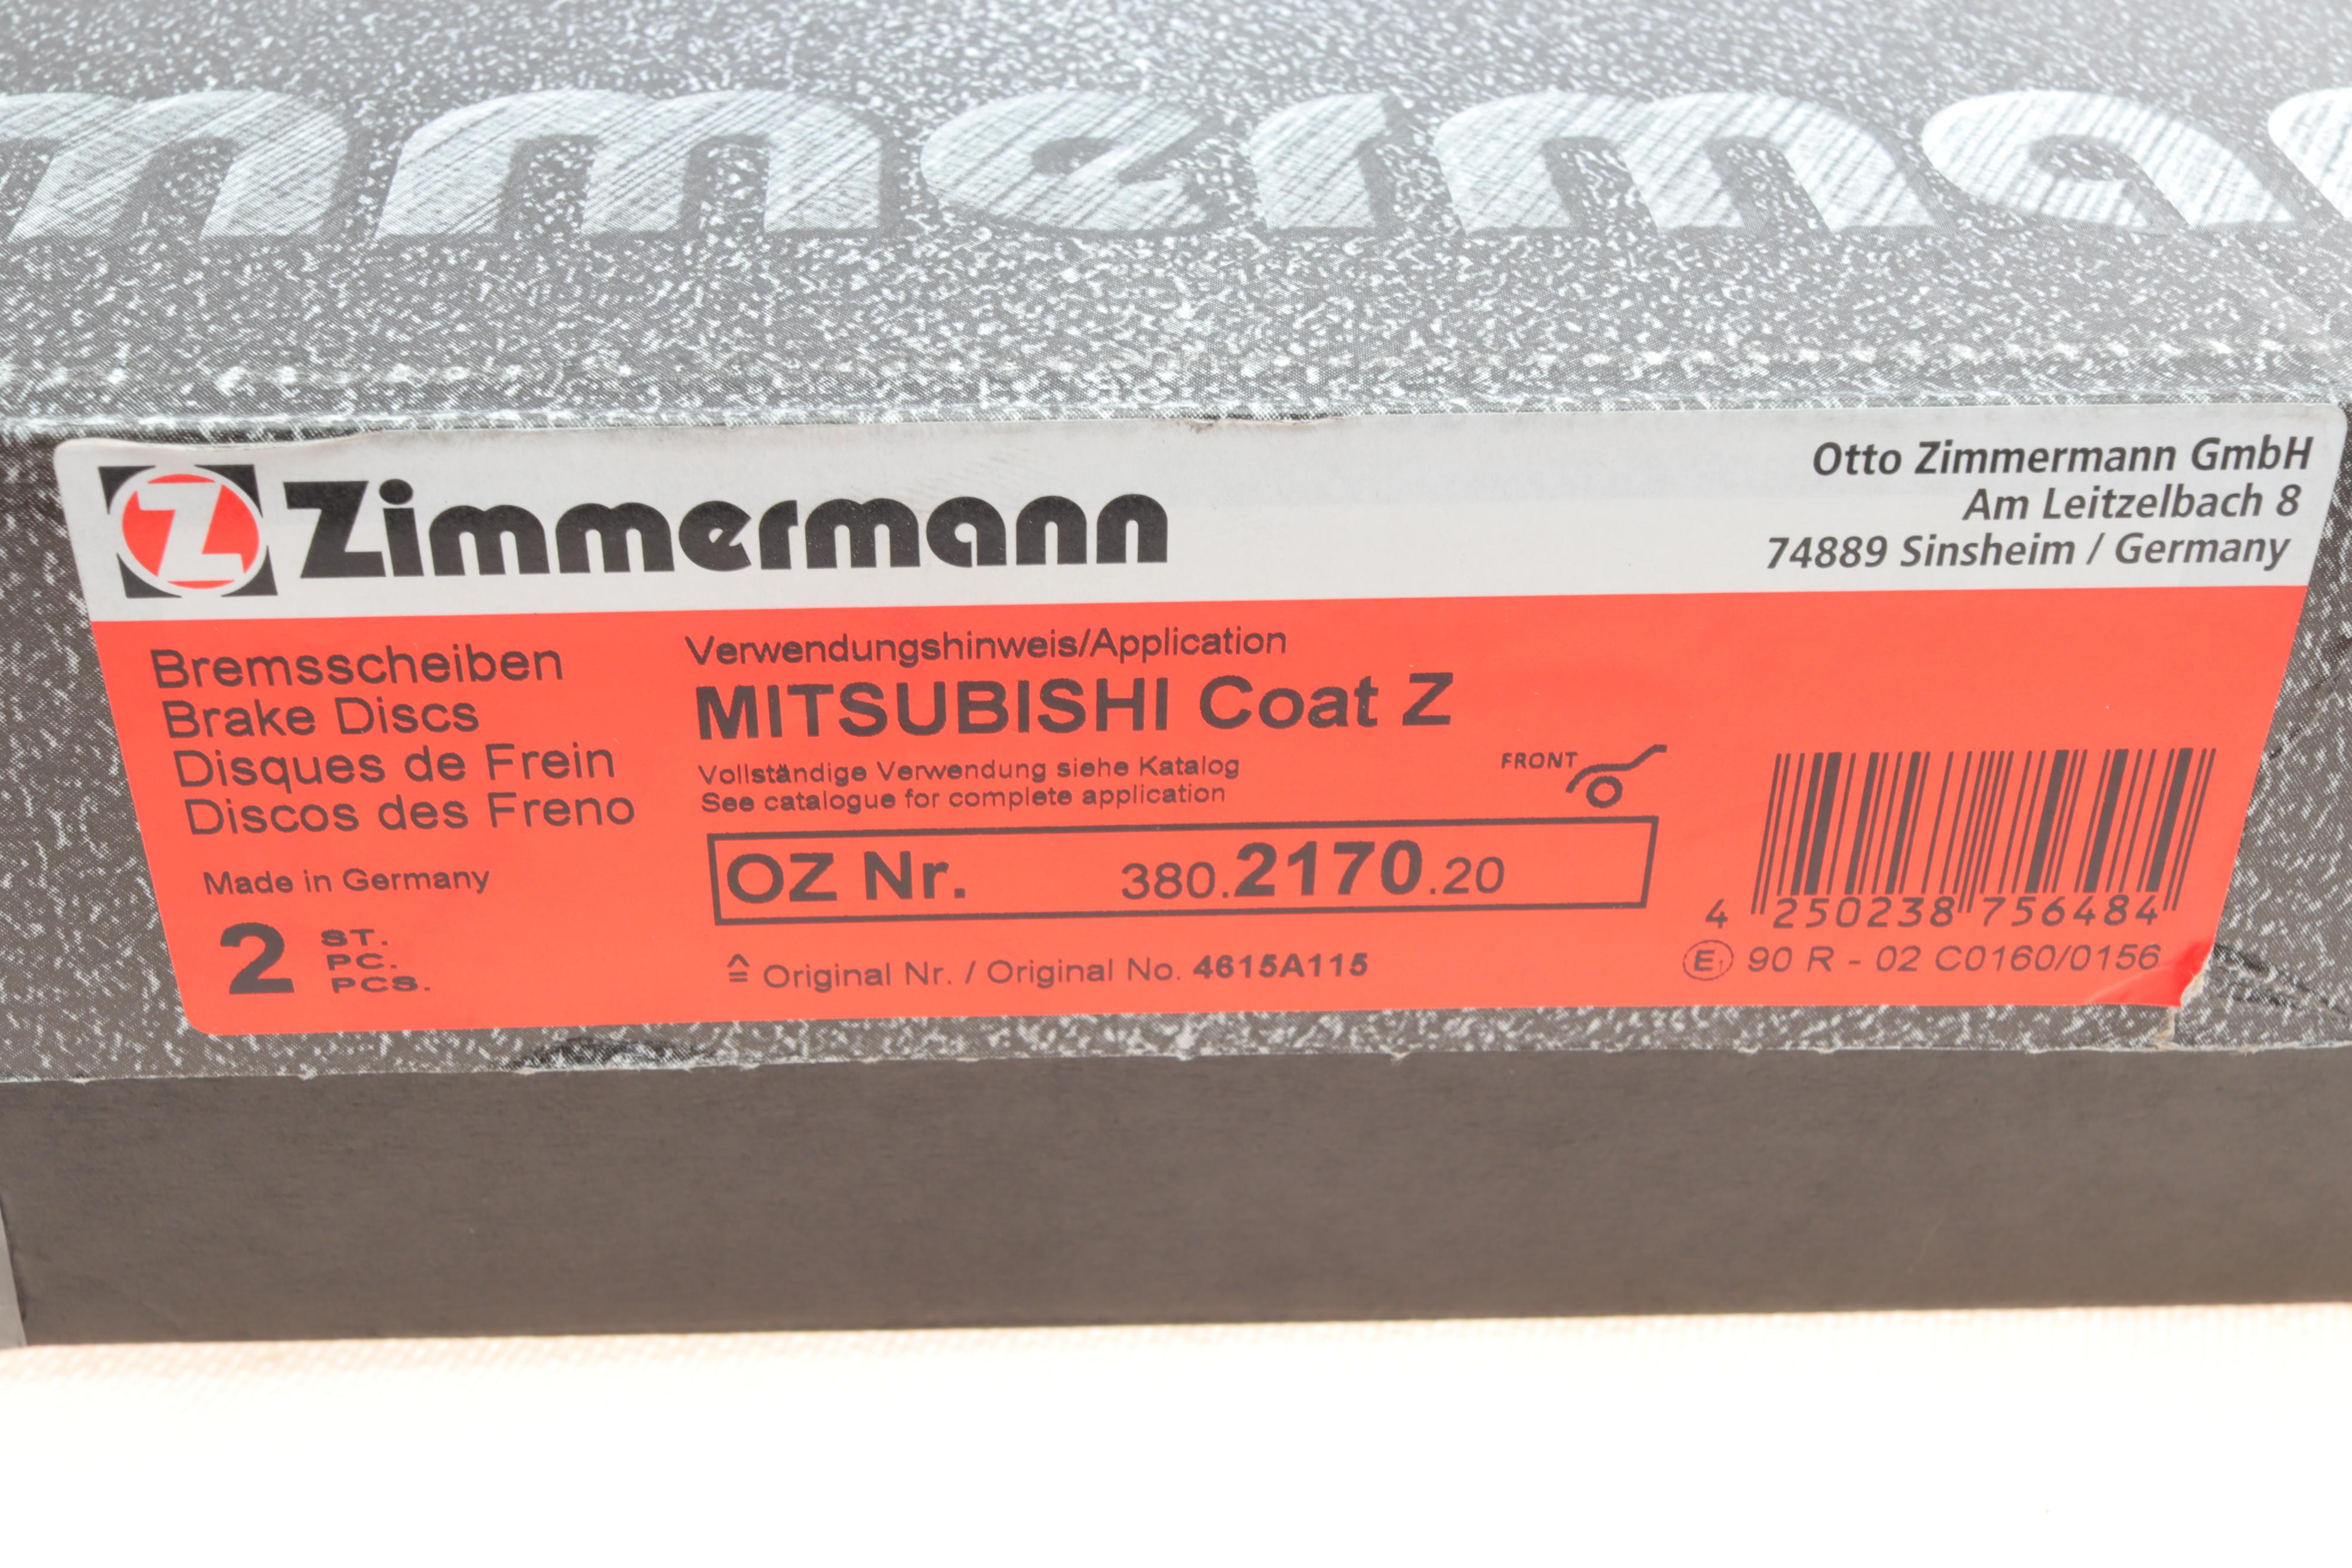 mmerma
Z Zimmermann
Otto Zimmermann GmbH
Am Leitzelbach 8
74889 Sinsheim / Germany
Bremsscheiben
Brake Discs
Disques de Frein
Discos des Freno
Made in Germany
2 ST.
PC.
PCS.
Verwendungshinweis/Application
MITSUBISHI Coat Z
Vollständige Verwendung siehe Katalog
See catalogue for complete application
FRONT
OZ Nr. 380.2170.20
≙ Original Nr. / Original No. 4615A115
4 250238 756484
E1 90 R - 02 C0160/0156